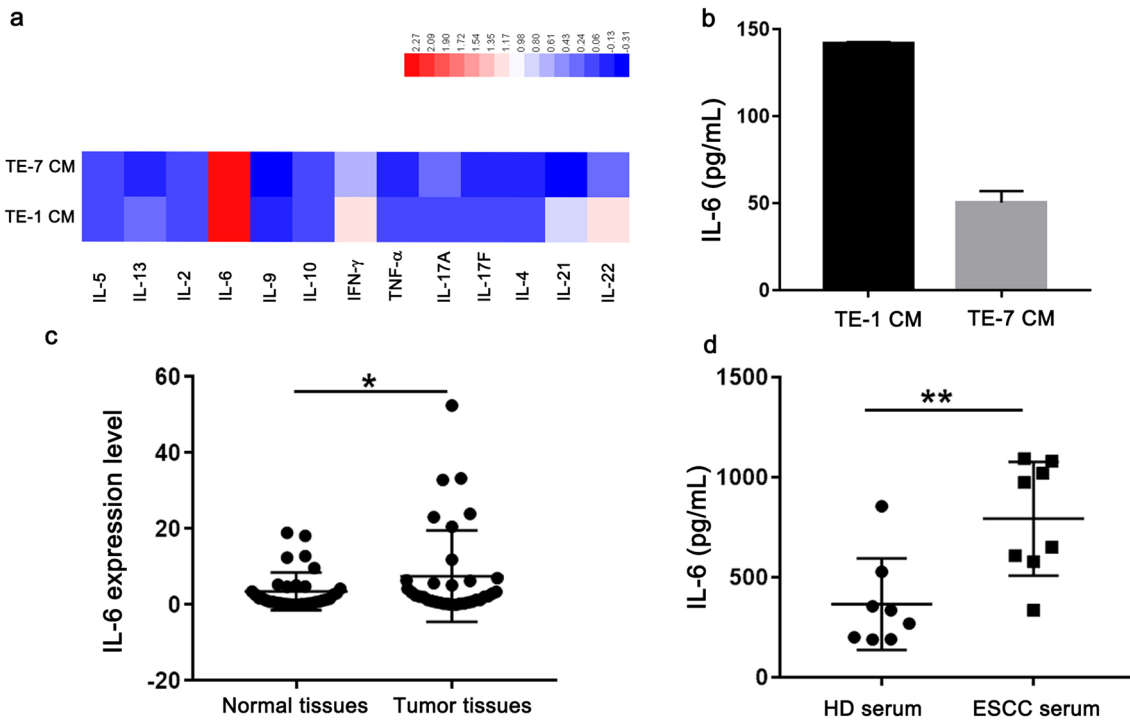 a
2.27 2.09 1.90 1.72 1.54 1.35 1.17 0.98 0.80 0.61 0.43 0.24 0.06 -0.13 -0.31
TE-7 CM
TE-1 CM
IL-5 IL-13 IL-2 IL-6 IL-9 IL-10 IFN-γ TNF-α IL-17A IL-17F IL-4 IL-21 IL-22
b
IL-6 (pg/mL)
150
100
50
0
TE-1 CM TE-7 CM
c
IL-6 expression level
60
40
20
0
-20
*
Normal tissues Tumor tissues
d
IL-6 (pg/mL)
1500
1000
500
0
**
HD serum ESCC serum